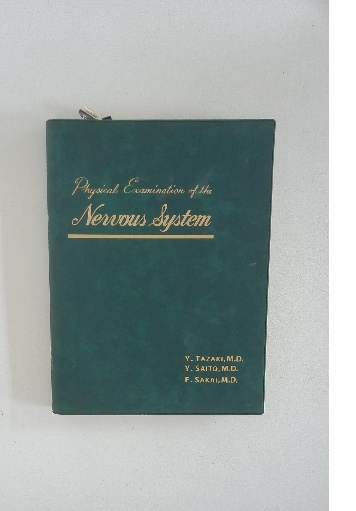 Physical Examination of the
Nervous System
Y. TAZAKI, M.D.
Y. SAITO, M.D.
F. SAKAI, M.D.